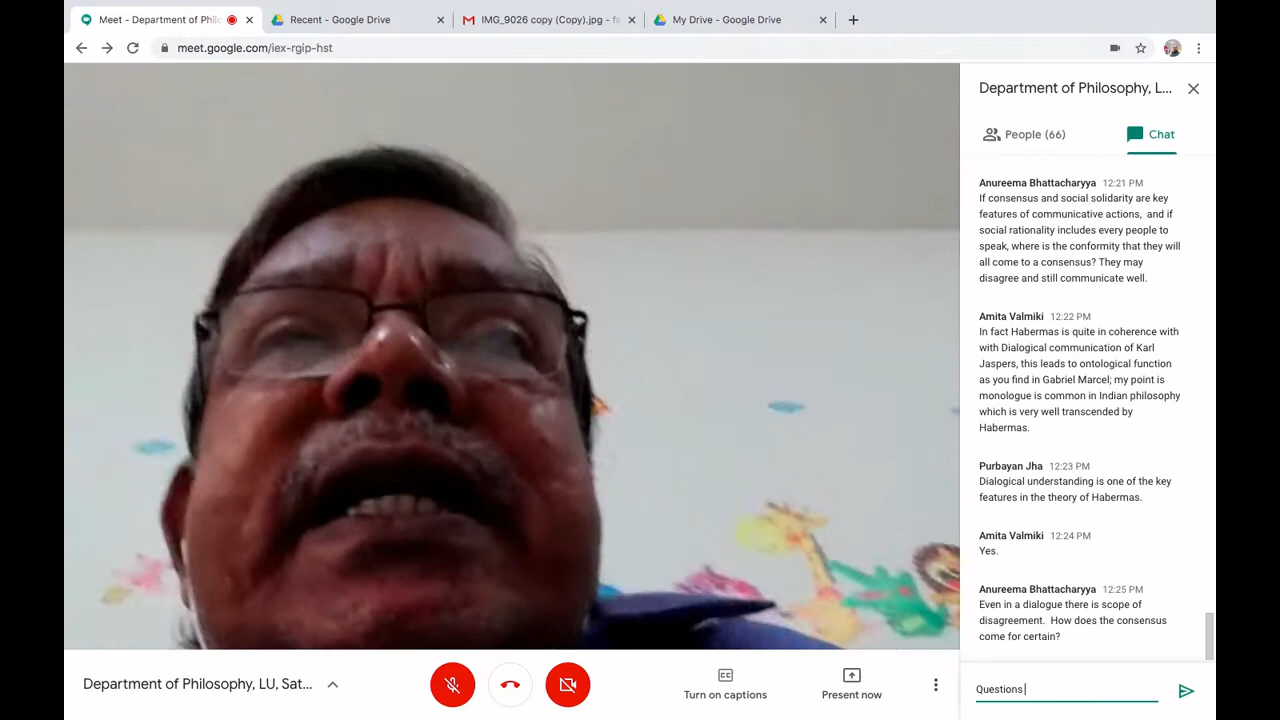 Meet - Department of Philo
Recent - Google Drive
IMG_9026 copy (Copy).jpg - fa
My Drive - Google Drive
meet.google.com/iex-rgip-hst
Department of Philosophy, L...
People (66)
Chat
Anureema Bhattacharyya 12:21 PM
If consensus and social solidarity are key
features of communicative actions, and if
social rationality includes every people to
speak, where is the conformity that they will
all come to a consensus? They may
disagree and still communicate well.
Amita Valmiki 12:22 PM
In fact Habermas is quite in coherence with
with Dialogical communication of Karl
Jaspers, this leads to ontological function
as you find in Gabriel Marcel; my point is
monologue is common in Indian philosophy
which is very well transcended by
Habermas.
Purbayan Jha 12:23 PM
Dialogical understanding is one of the key
features in the theory of Habermas.
Amita Valmiki 12:24 PM
Yes.
Anureema Bhattacharyya 12:25 PM
Even in a dialogue there is scope of
disagreement. How does the consensus
come for certain?
Questions
Department of Philosophy, LU, Sat...
CC
Turn on captions
Present now